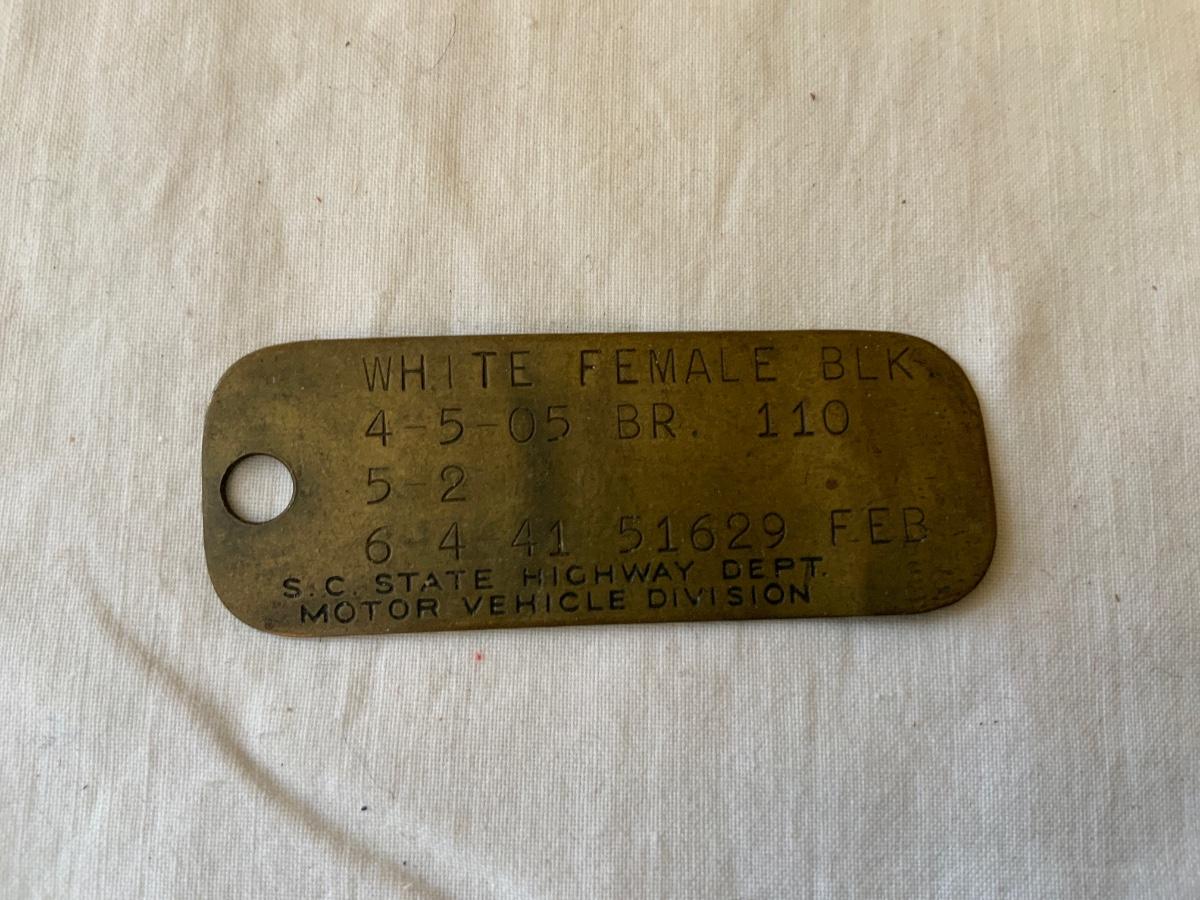 WHITE FEMALE BLK.
4-5-05 BR. 110
5-2
6-4-41 51629 FEB
S.C. STATE HIGHWAY DEPT.
MOTOR VEHICLE DIVISION